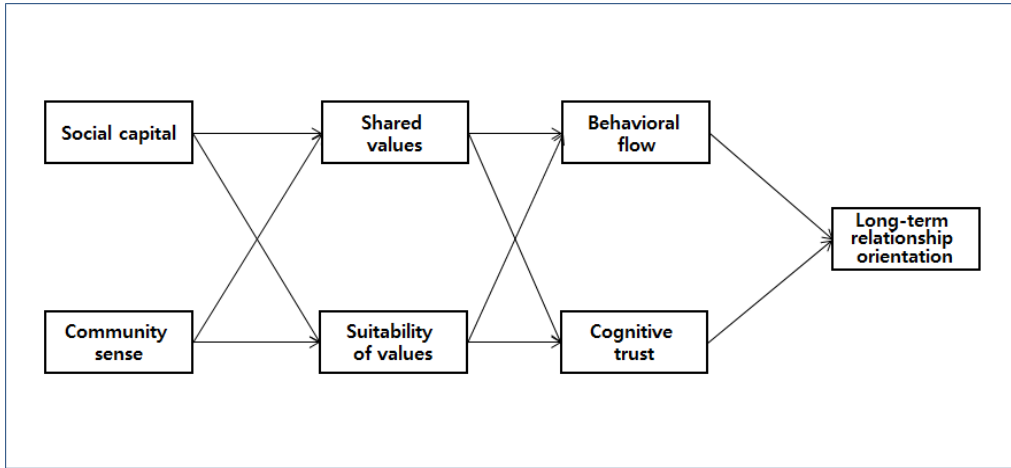 Social capital
Shared
values
Behavioral
flow
Long-term
relationship
orientation
Community
sense
Suitability
of values
Cognitive
trust